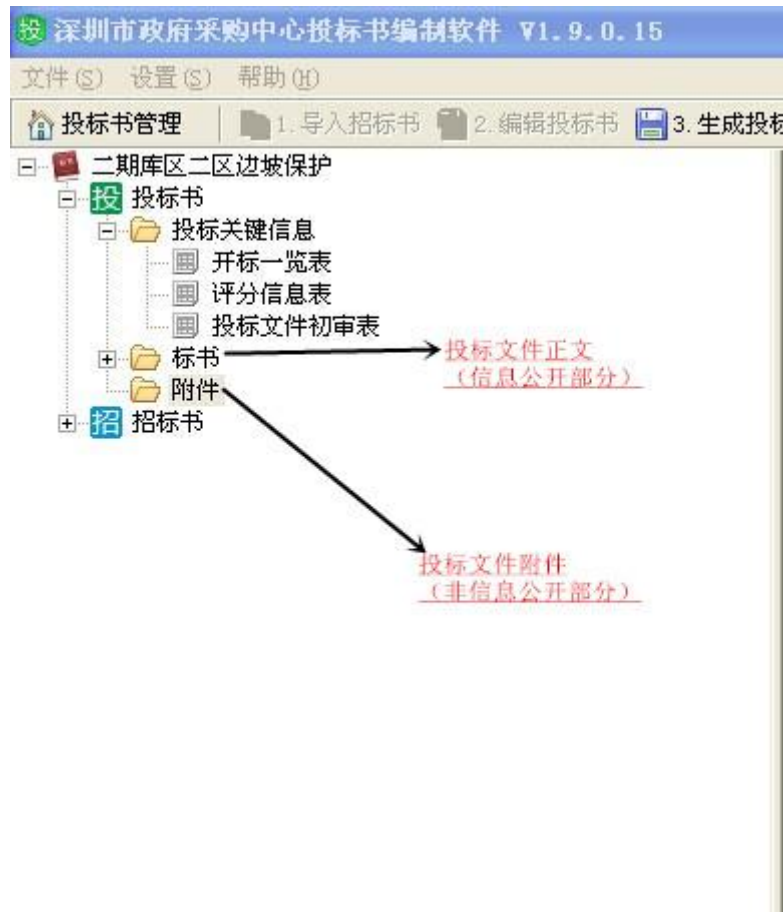 深圳市政府采购中心投标书编制软件 V1.9.0.15
文件(S) 设置(S) 帮助(H)
投标书管理 1.导入招标书 2.编辑投标书 3.生成投标
二期库区二区边坡保护
投 投标书
投标关键信息
开标一览表
评分信息表
投标文件初审表
标书
投标文件正文
（信息公开部分）
附件
招 招标书
投标文件附件
（非信息公开部分）